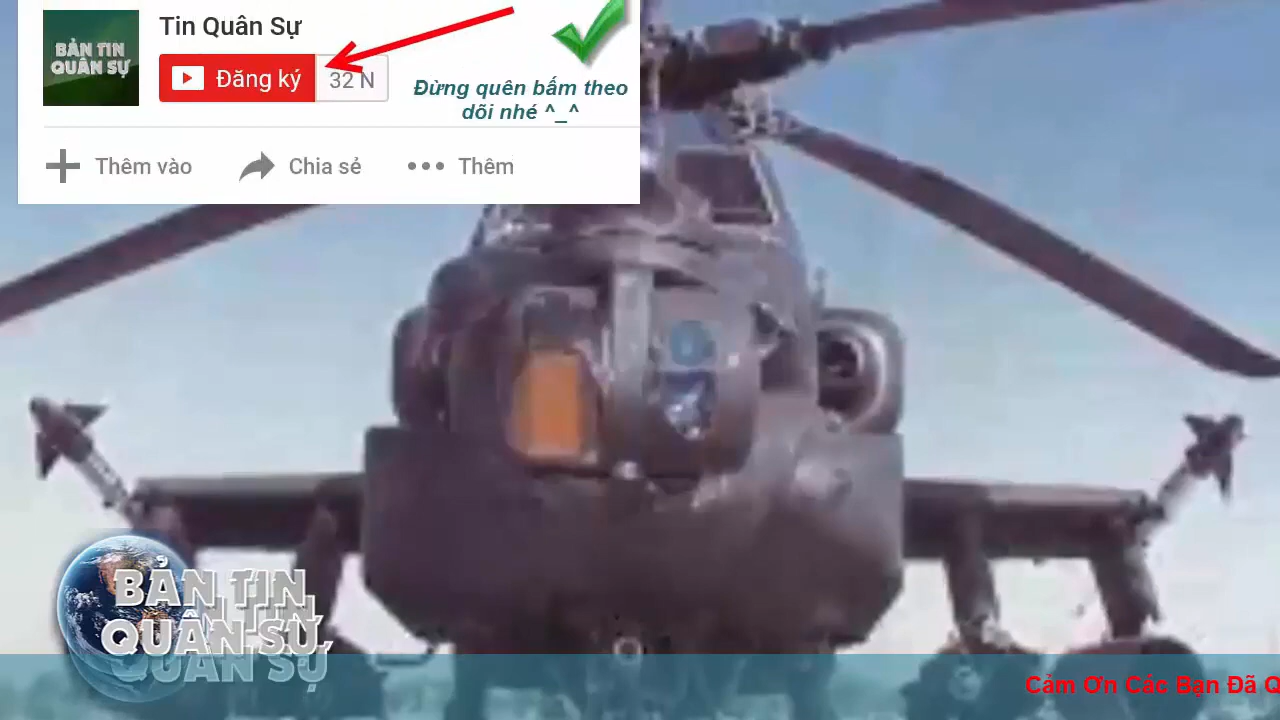 BẢN TIN
QUÂN SỰ
Tin Quân Sự
Đăng ký
32 N
Đừng quên bấm theo
dõi nhé ^_^
Thêm vào
Chia sẻ
Thêm
BẢN TIN
QUÂN SỰ
Cảm Ơn Các Bạn Đã Q